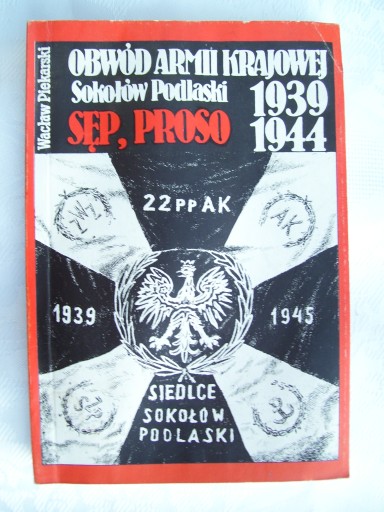 Wacław Piekarski
OBWÓD ARMII KRAJOWEJ
Sokołów Podlaski 1939
SĘP, PROSO 1944
22 PP AK
ZWZ
AK
1939
1945
SIEDLCE
SOKOŁÓW
PODLASKI